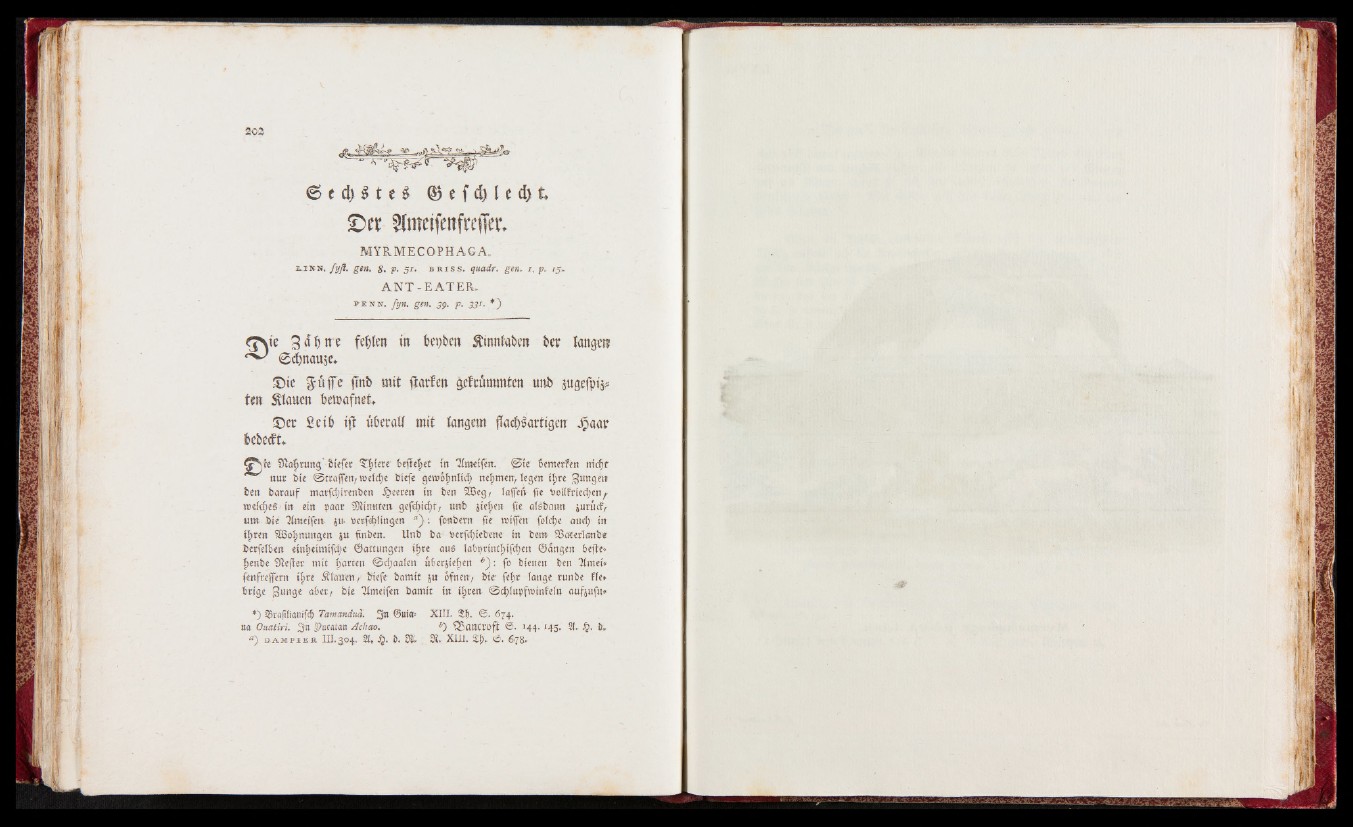 202
Sechstes Geschlecht.
Der Ameisenfresser.
MYRMECOPHAGA.
LINN. syst. gen. 8. p. 51. BRISS. quadr. gen. 1. p. 15.
ANT-EATER.
PENN. syn. gen. 39. p. 331. *)
Die Zähne fehlen in beyden Kinnladen der langen
Schnauze.
Die Füsse sind mit starken gekrümmten und zugespiz-
ten Klauen bewafnet.
Der Leib ist überall mit langem flachsartigen Haar
bedeckt.
Die Nahrung dieser Thiere bestehet in Ameisen. Sie bemerken nicht
nur die Strassen, welche diese gewöhnlich nehmen, legen ihre Zungen
den darauf marschirenden Heeren in den Weg, lassen sie vollkriechen,
welches in ein paar Minuten geschicht, und ziehen sie alsdann zurück,
um die Ameisen zu verschlingen a): sondern sie wissen solche auch in
ihren Wohnungen zu finden. Und da verschiedene in dem Vaterlande
derselben einheimische Gattungen ihre aus labyrinthischen Gängen beste-
hende Nester mit harten Schaalen überziehen b): so dienen den Amei-
senfressern ihre Klauen, diese damit zu öfnen, die sehr lange runde kle-
brige Zunge aber, die Ameisen damit in ihren Schlupfwinkeln aufzusu-
*) Brasilianisch Tamanduá. In Guia-
na Ouatiri. In Yucatan Achao.
a) DAMPIER III. 304. A. H. d. R.
XIII. Th. S. 674.
b) Bancroft S. 144. 145. A. H. d.
R. XIII. Th. S. 678.